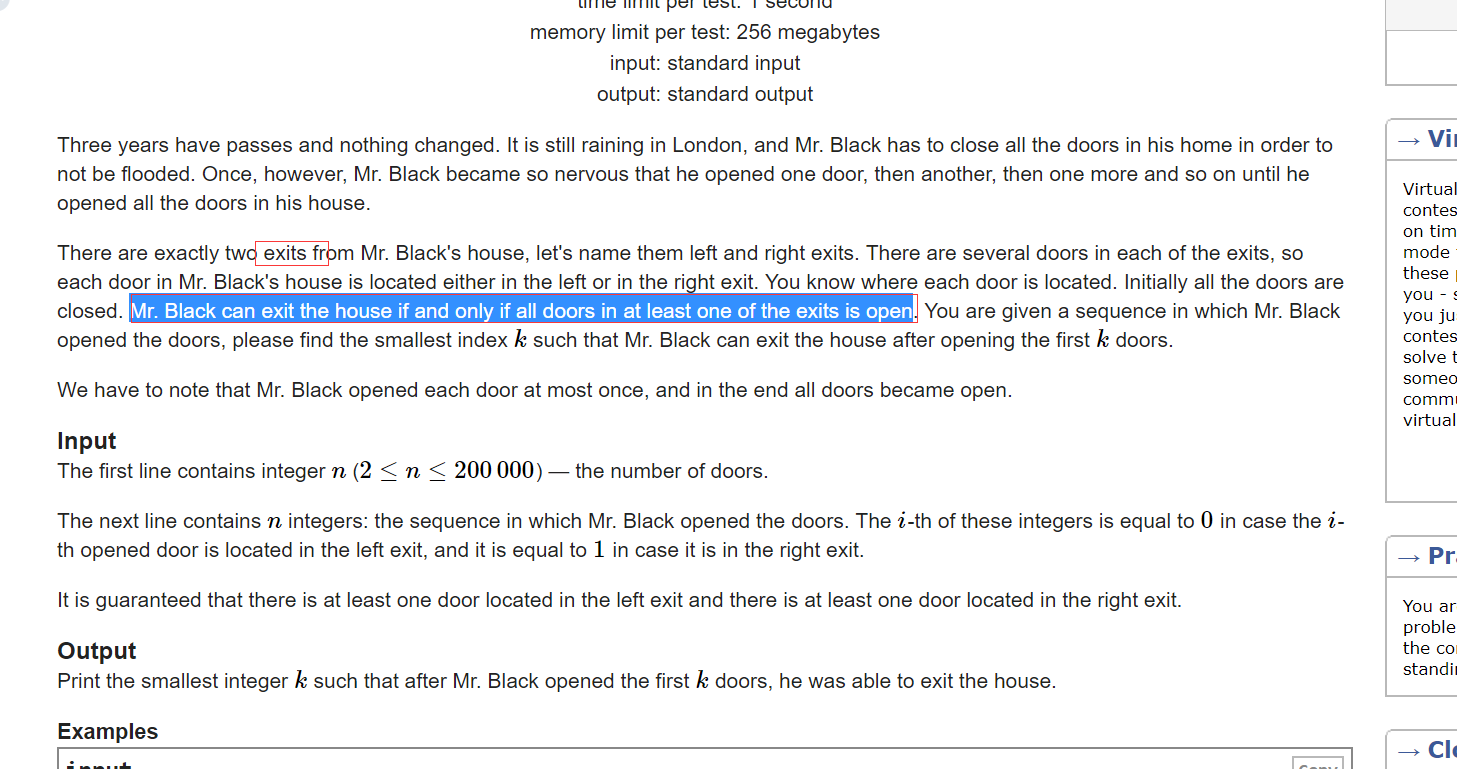 time limit per test: 1 second
memory limit per test: 256 megabytes
input: standard input
output: standard output
Three years have passes and nothing changed. It is still raining in London, and Mr. Black has to close all the doors in his home in order to
not be flooded. Once, however, Mr. Black became so nervous that he opened one door, then another, then one more and so on until he
opened all the doors in his house.
There are exactly two exits from Mr. Black's house, let's name them left and right exits. There are several doors in each of the exits, so
each door in Mr. Black's house is located either in the left or in the right exit. You know where each door is located. Initially all the doors are
closed. Mr. Black can exit the house if and only if all doors in at least one of the exits is open. You are given a sequence in which Mr. Black
opened the doors, please find the smallest index k such that Mr. Black can exit the house after opening the first k doors.
We have to note that Mr. Black opened each door at most once, and in the end all doors became open.
Input
The first line contains integer n (2 ≤ n ≤ 200 000) — the number of doors.
The next line contains n integers: the sequence in which Mr. Black opened the doors. The i-th of these integers is equal to 0 in case the i-
th opened door is located in the left exit, and it is equal to 1 in case it is in the right exit.
It is guaranteed that there is at least one door located in the left exit and there is at least one door located in the right exit.
Output
Print the smallest integer k such that after Mr. Black opened the first k doors, he was able to exit the house.
Examples
input
Copy
→ Vi
Virtual
contes
on tim
mode
these
you - s
you ju
contes
solve t
someo
commu
virtual
→ Pr
You ar
proble
the co
standi
→ Cl